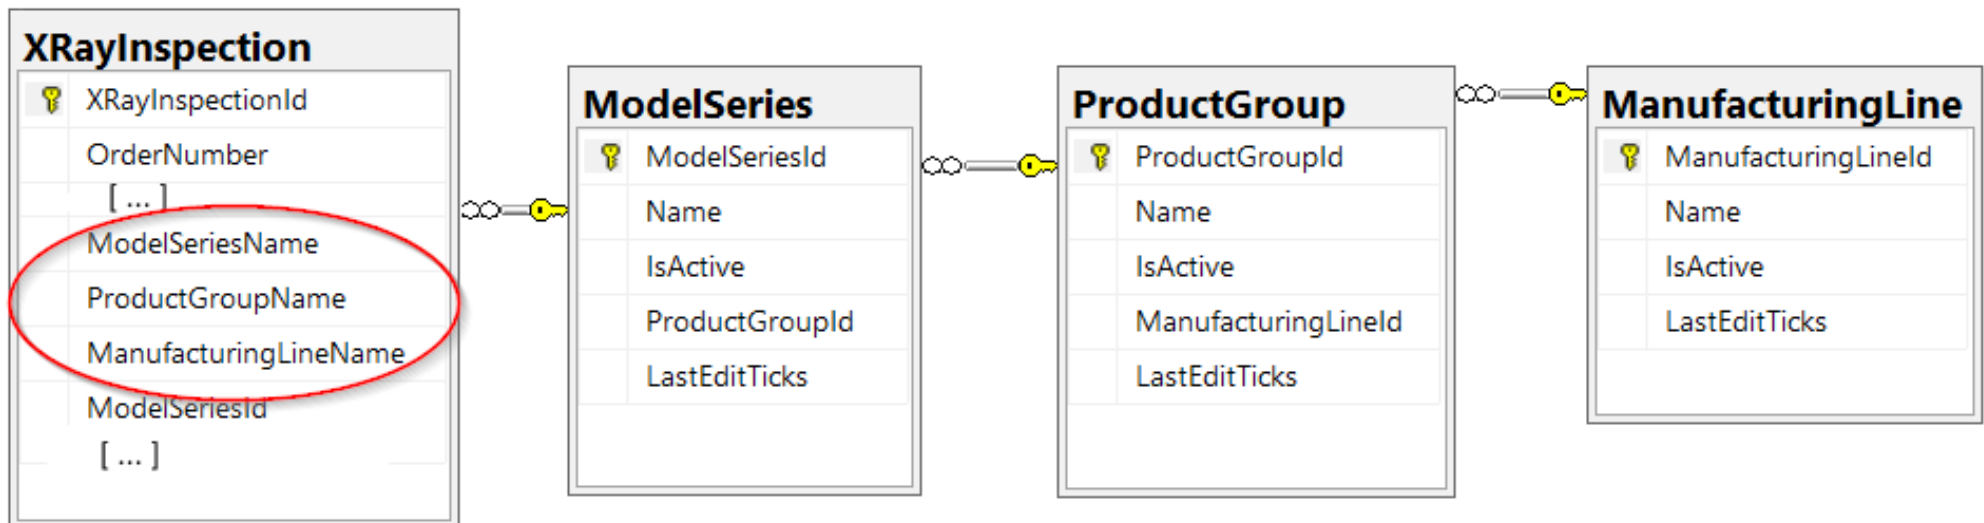 XRayInspection
XRayInspectionId
OrderNumber
[ ... ]
ModelSeriesName
ProductGroupName
ManufacturingLineName
ModelSeriesId
[ ... ]
ModelSeries
ModelSeriesId
Name
IsActive
ProductGroupId
LastEditTicks
ProductGroup
ProductGroupId
Name
IsActive
ManufacturingLineId
LastEditTicks
ManufacturingLine
ManufacturingLineId
Name
IsActive
LastEditTicks